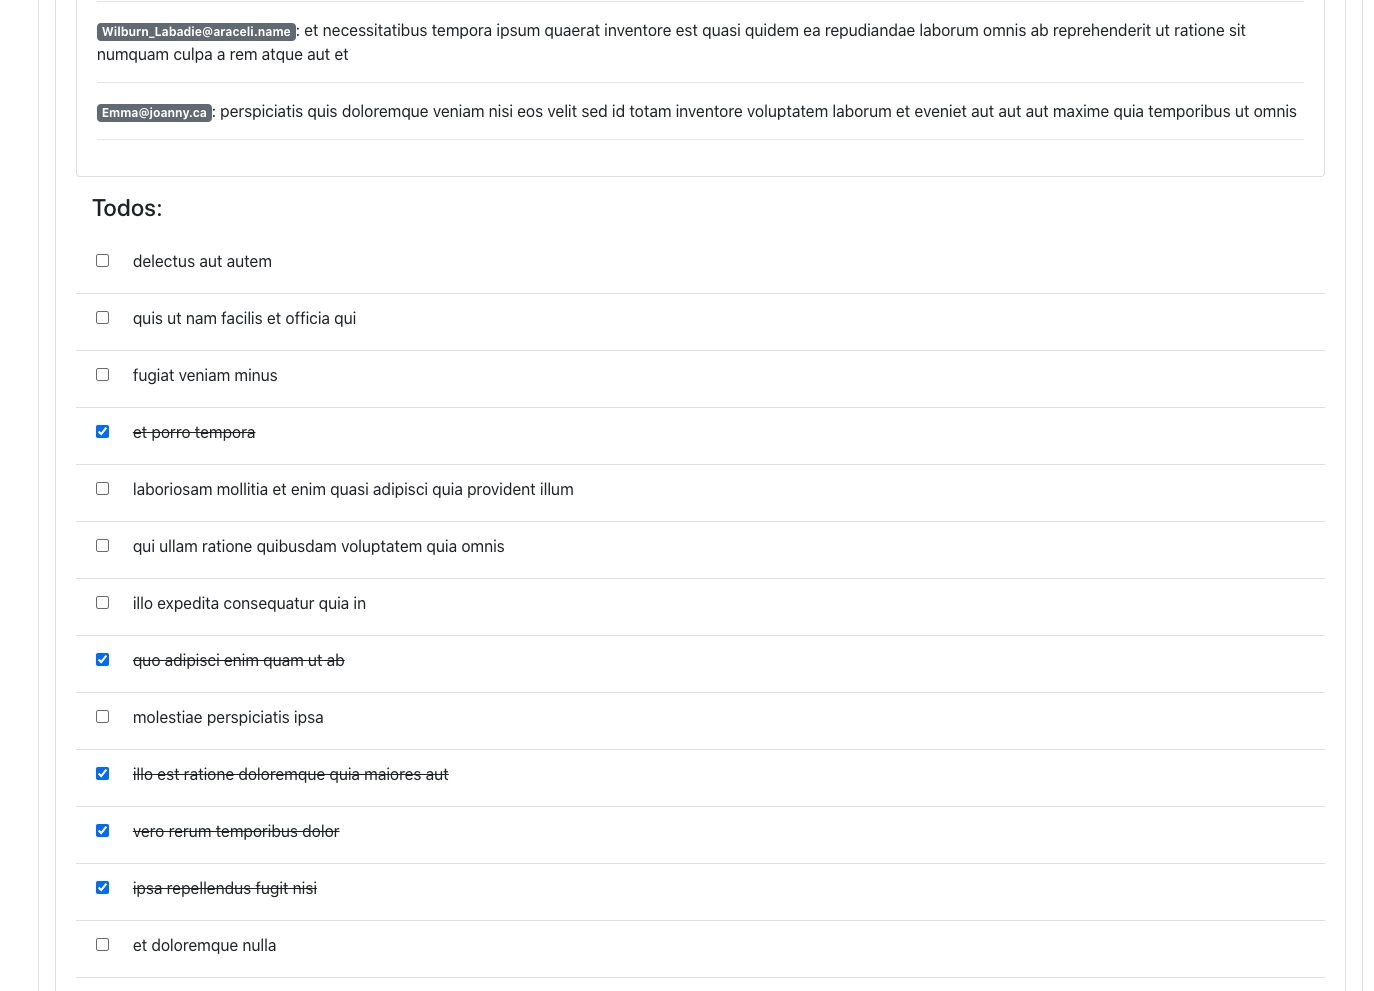 Wilburn_Labadie@araceli.name: et necessitatibus tempora ipsum quaerat inventore est quasi quidem ea repudiandae laborum omnis ab reprehenderit ut ratione sit
numquam culpa a rem atque aut et
Emma@joanny.ca: perspiciatis quis doloremque veniam nisi eos velit sed id totam inventore voluptatem laborum et eveniet aut aut aut maxime quia temporibus ut omnis
Todos:
delectus aut autem
quis ut nam facilis et officia qui
fugiat veniam minus
et porro tempora
laboriosam mollitia et enim quasi adipisci quia provident illum
qui ullam ratione quibusdam voluptatem quia omnis
illo expedita consequatur quia in
quo adipisci enim quam ut ab
molestiae perspiciatis ipsa
illo est ratione doloremque quia maiores aut
vero rerum temporibus dolor
ipsa repellendus fugit nisi
et doloremque nulla